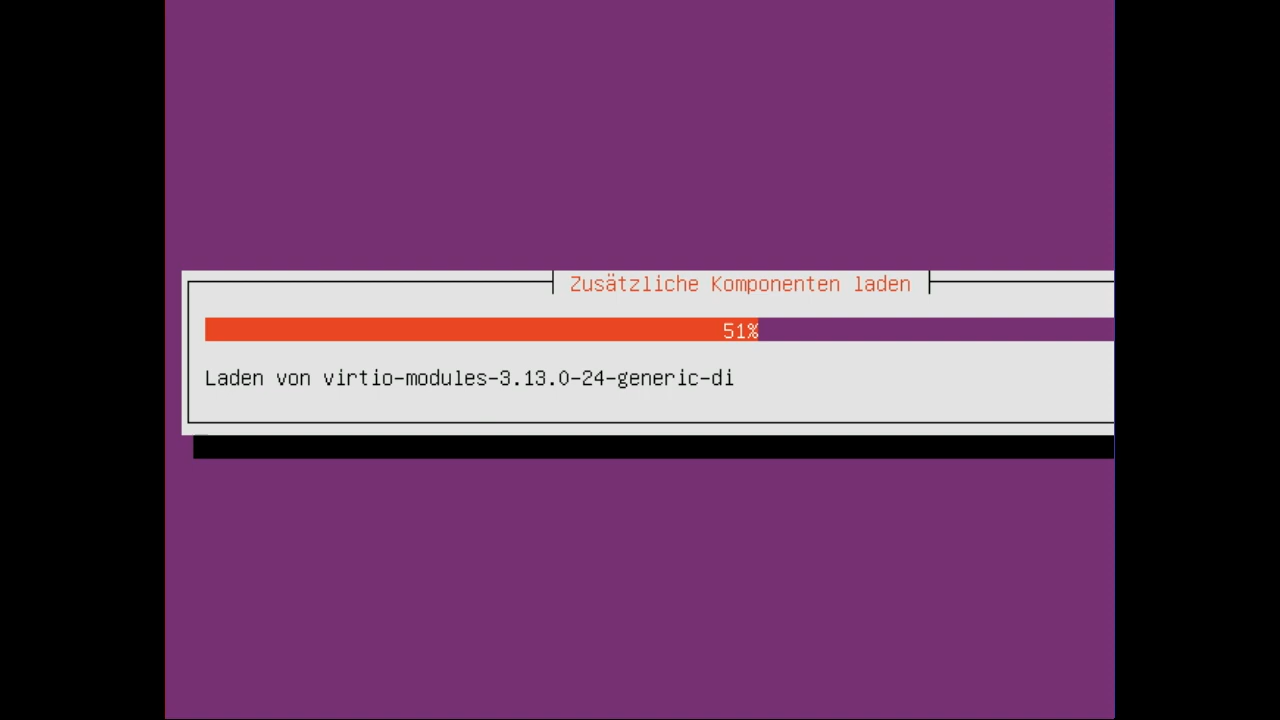 Zusätzliche Komponenten laden
51%
Laden von virtio-modules-3.13.0-24-generic-di